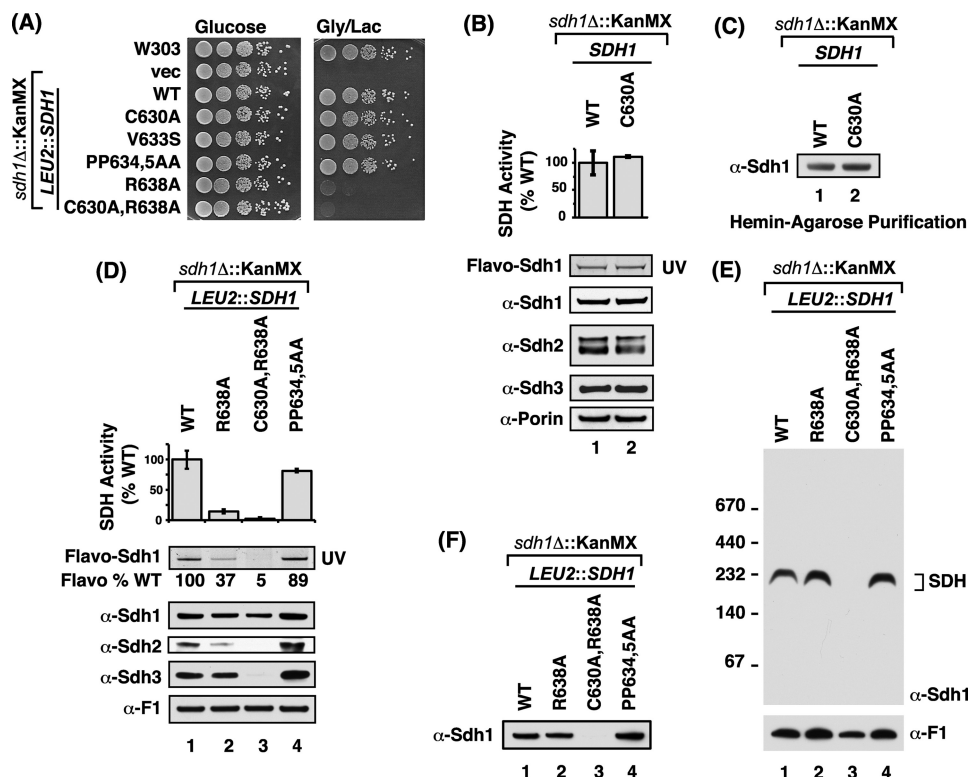 (A)
Glucose Gly/Lac
sdh1Δ::KanMX
LEU2::SDH1
W303
vec
WT
C630A
V633S
PP634,5AA
R638A
C630A,R638A
(B)
sdh1Δ::KanMX
SDH1
WT
C630A
SDH Activity
(% WT)
100
50
0
Flavo-Sdh1 UV
α-Sdh1
α-Sdh2
α-Sdh3
α-Porin
1 2
(C)
sdh1Δ::KanMX
SDH1
WT
C630A
α-Sdh1
1 2
Hemin-Agarose Purification
(D)
sdh1Δ::KanMX
LEU2::SDH1
WT
R638A
C630A,R638A
PP634,5AA
SDH Activity
(% WT)
100
50
0
Flavo-Sdh1 UV
Flavo % WT 100 37 5 89
α-Sdh1
α-Sdh2
α-Sdh3
α-F1
1 2 3 4
(E)
sdh1Δ::KanMX
LEU2::SDH1
WT
R638A
C630A,R638A
PP634,5AA
670 -
440 -
232 -
140 -
67 -
SDH
α-Sdh1
α-F1
1 2 3 4
(F)
sdh1Δ::KanMX
LEU2::SDH1
WT
R638A
C630A,R638A
PP634,5AA
α-Sdh1
1 2 3 4